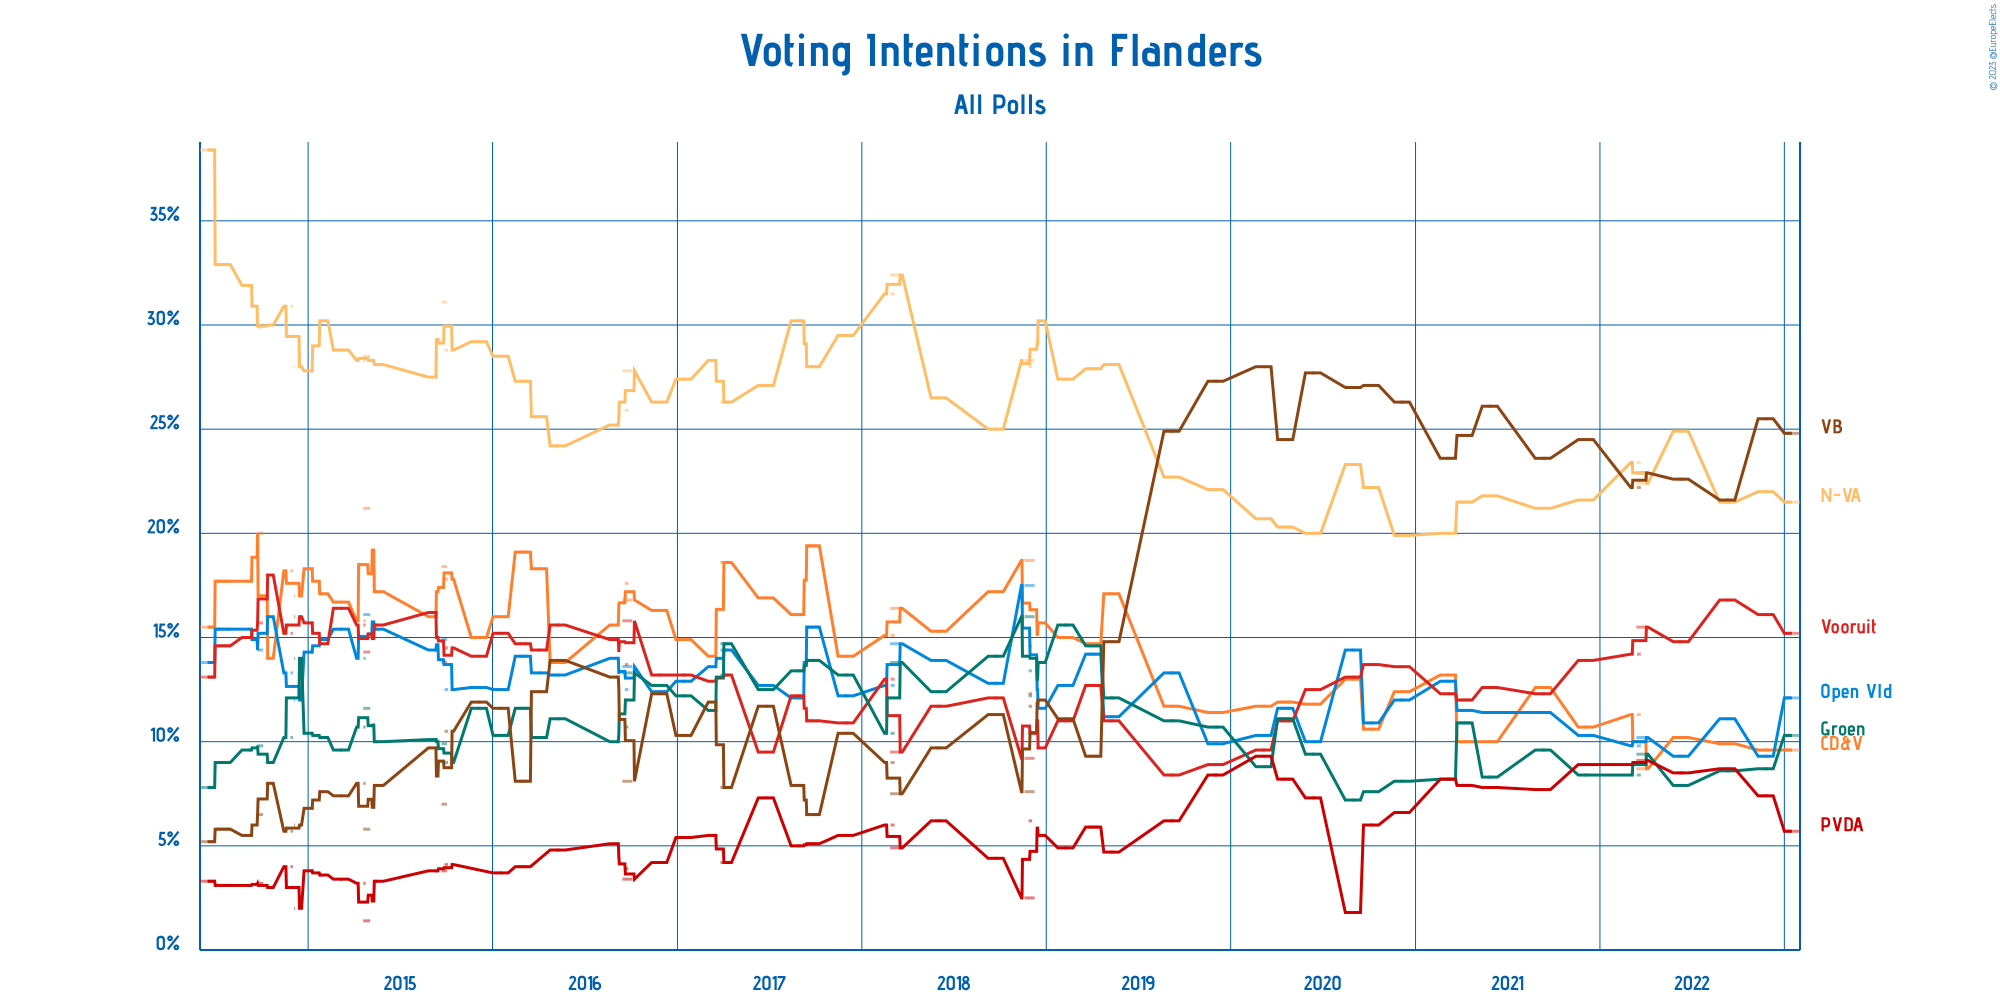 Voting Intentions in Flanders
All Polls
© 2023 @EuropeElects
35%
30%
25%
20%
15%
10%
5%
0%
VB
N-VA
Vooruit
Open Vld
Groen
CD&V
PVDA
2015
2016
2017
2018
2019
2020
2021
2022